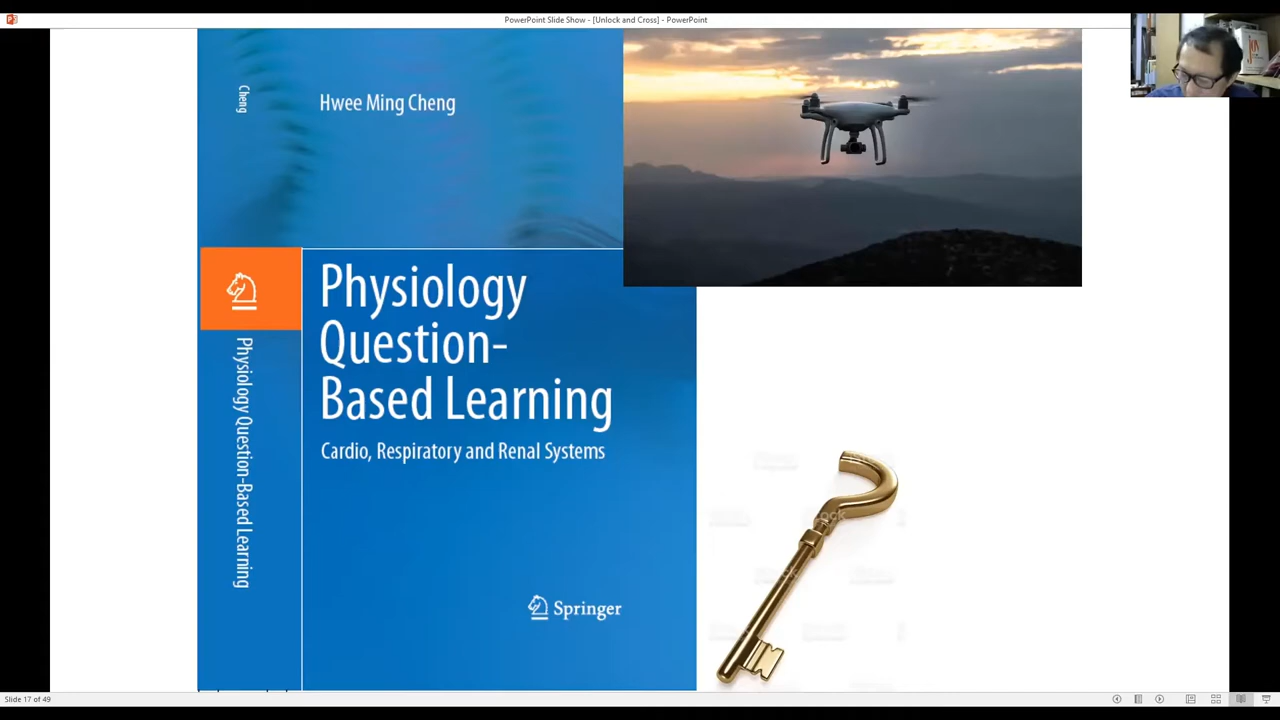 PowerPoint Slide Show - [Unlock and Cross] - PowerPoint
Cheng
Hwee Ming Cheng
Physiology
Question-
Based Learning
Cardio, Respiratory and Renal Systems
Physiology Question-Based Learning
Springer
Slide 17 of 49